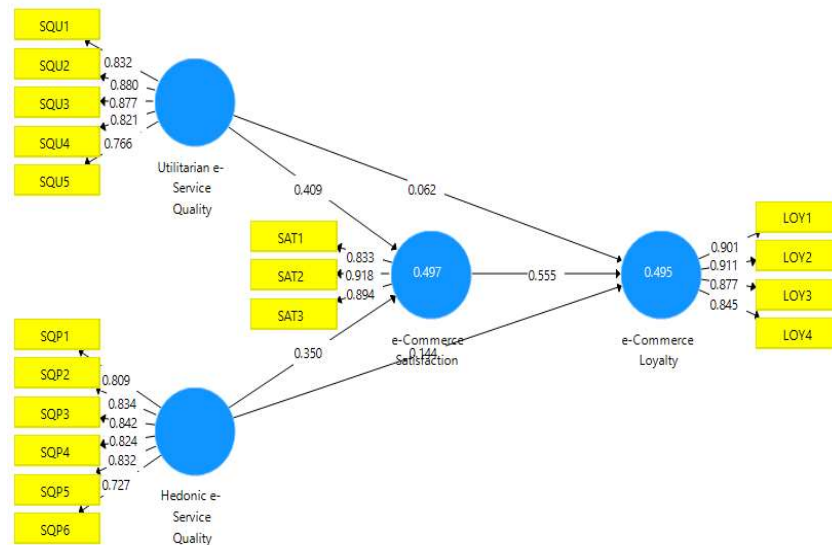 SQU1
SQU2
SQU3
SQU4
SQU5
0.832
0.880
0.877
0.821
0.766
Utilitarian e-
Service
Quality
0.409
0.062
SAT1
SAT2
SAT3
0.833
0.918
0.894
0.497
e-Commerce
Satisfaction
0.555
0.495
e-Commerce
Loyalty
0.901
0.911
0.877
0.845
LOY1
LOY2
LOY3
LOY4
0.350
0.144
SQP1
SQP2
SQP3
SQP4
SQP5
SQP6
0.809
0.834
0.842
0.824
0.832
0.727
Hedonic e-
Service
Quality